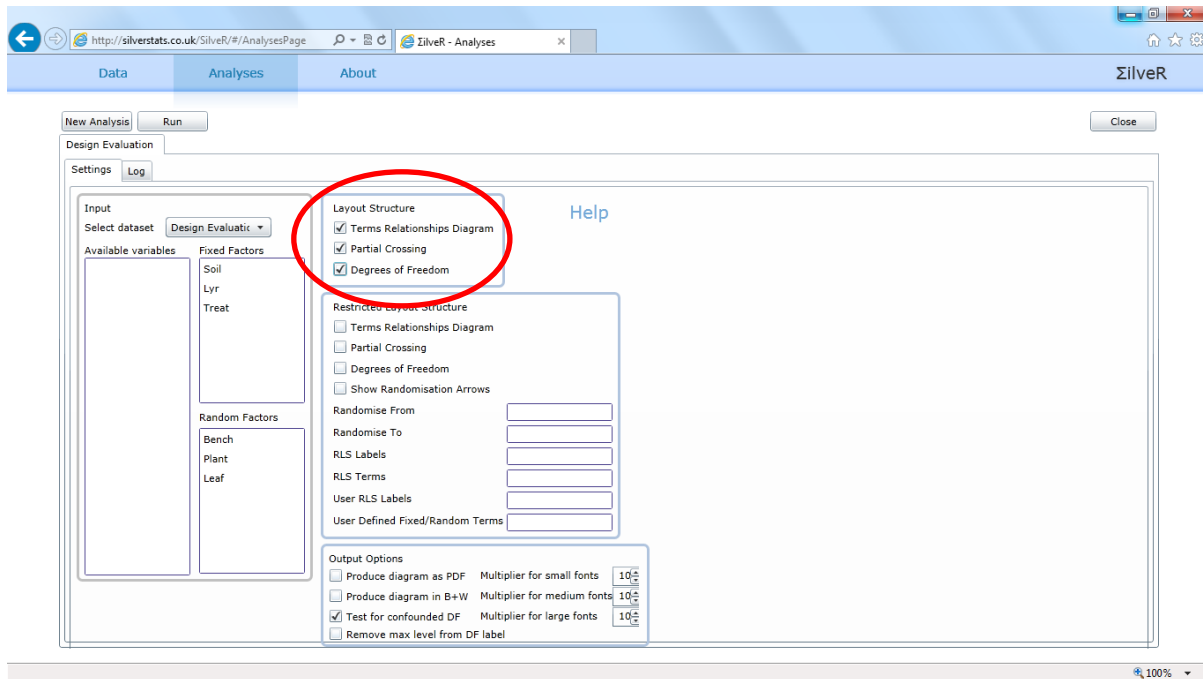 http://silverstats.co.uk/SilveR/#/AnalysesPage
ΣilveR - Analyses
Data
Analyses
About
ΣilveR
New Analysis
Run
Close
Design Evaluation
Settings
Log
Input
Select dataset
Design Evaluatic
Available variables
Fixed Factors
Soil
Lyr
Treat
Random Factors
Bench
Plant
Leaf
Layout Structure
Terms Relationships Diagram
Partial Crossing
Degrees of Freedom
Help
Restricted Layout Structure
Terms Relationships Diagram
Partial Crossing
Degrees of Freedom
Show Randomisation Arrows
Randomise From
Randomise To
RLS Labels
RLS Terms
User RLS Labels
User Defined Fixed/Random Terms
Output Options
Produce diagram as PDF Multiplier for small fonts 10
Produce diagram in B+W Multiplier for medium fonts 10
Test for confounded DF Multiplier for large fonts 10
Remove max level from DF label
100%